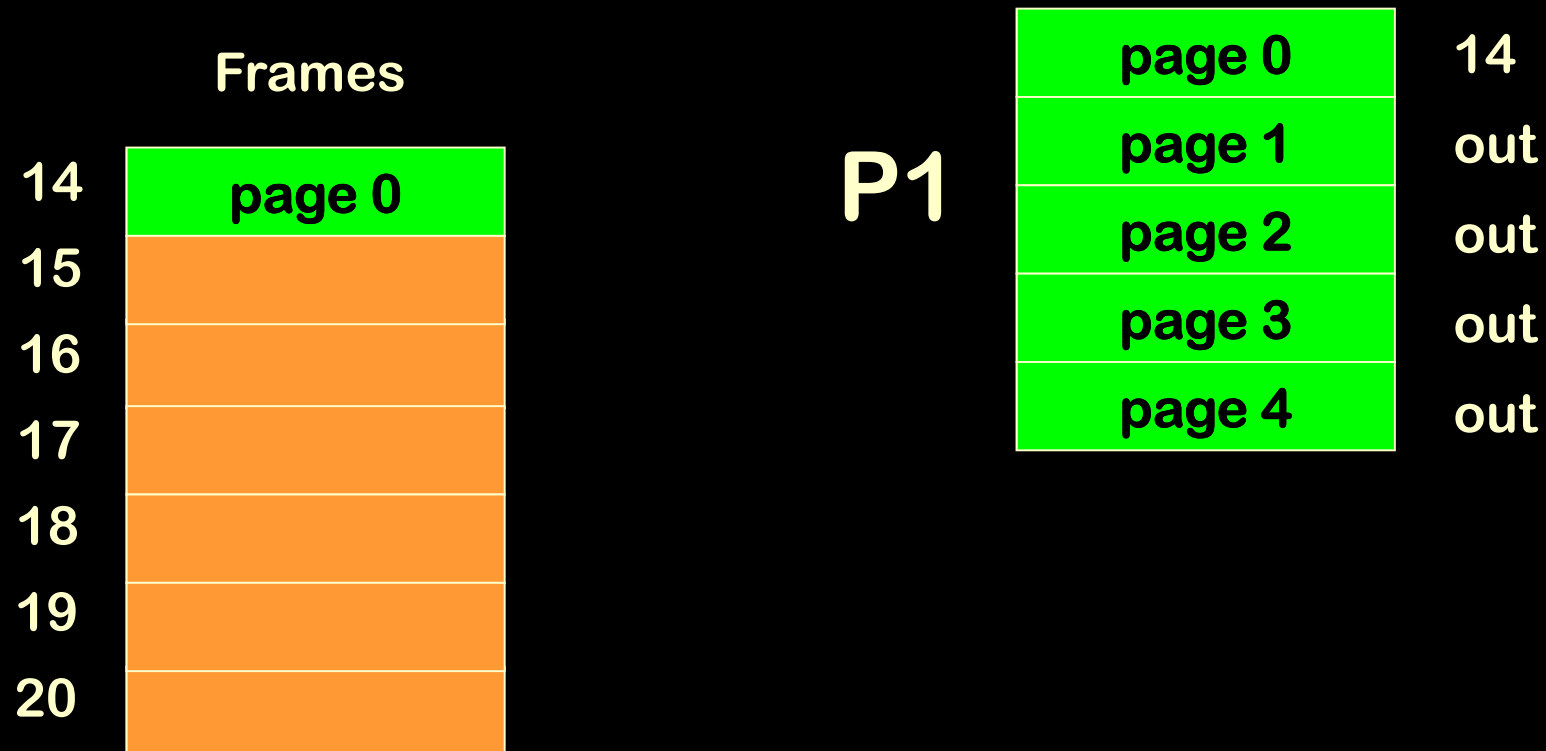 Frames
14 page 0
15
16
17
18
19
20
P1
page 0 14
page 1 out
page 2 out
page 3 out
page 4 out